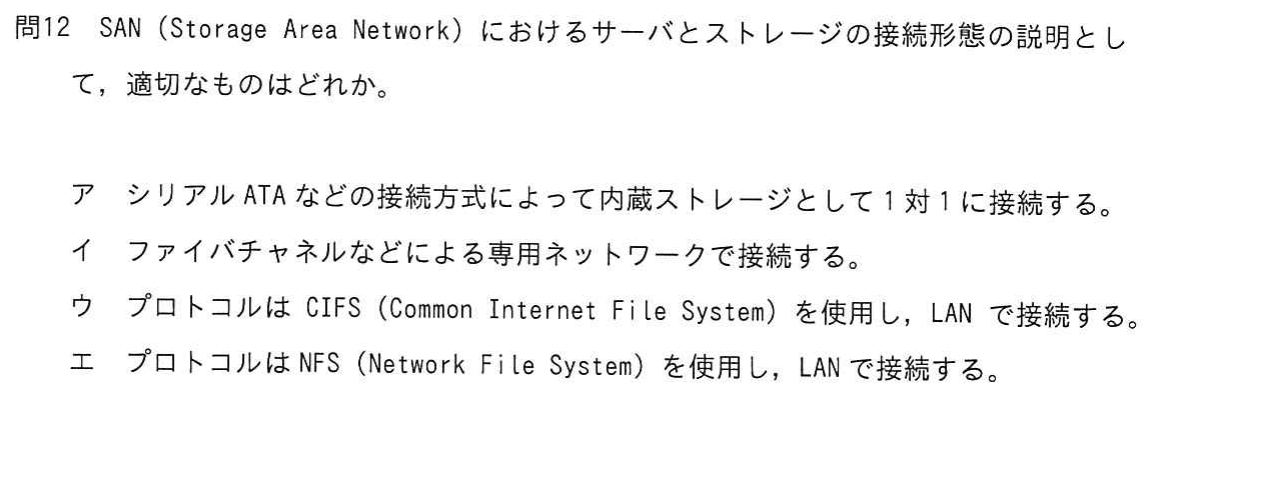 問12 SAN（Storage Area Network）におけるサーバとストレージの接続形態の説明とし
て，適切なものはどれか。
ア シリアル ATA などの接続方式によって内蔵ストレージとして 1 対 1 に接続する。
イ ファイバチャネルなどによる専用ネットワークで接続する。
ウ プロトコルは CIFS（Common Internet File System）を使用し，LAN で接続する。
エ プロトコルは NFS（Network File System）を使用し，LAN で接続する。